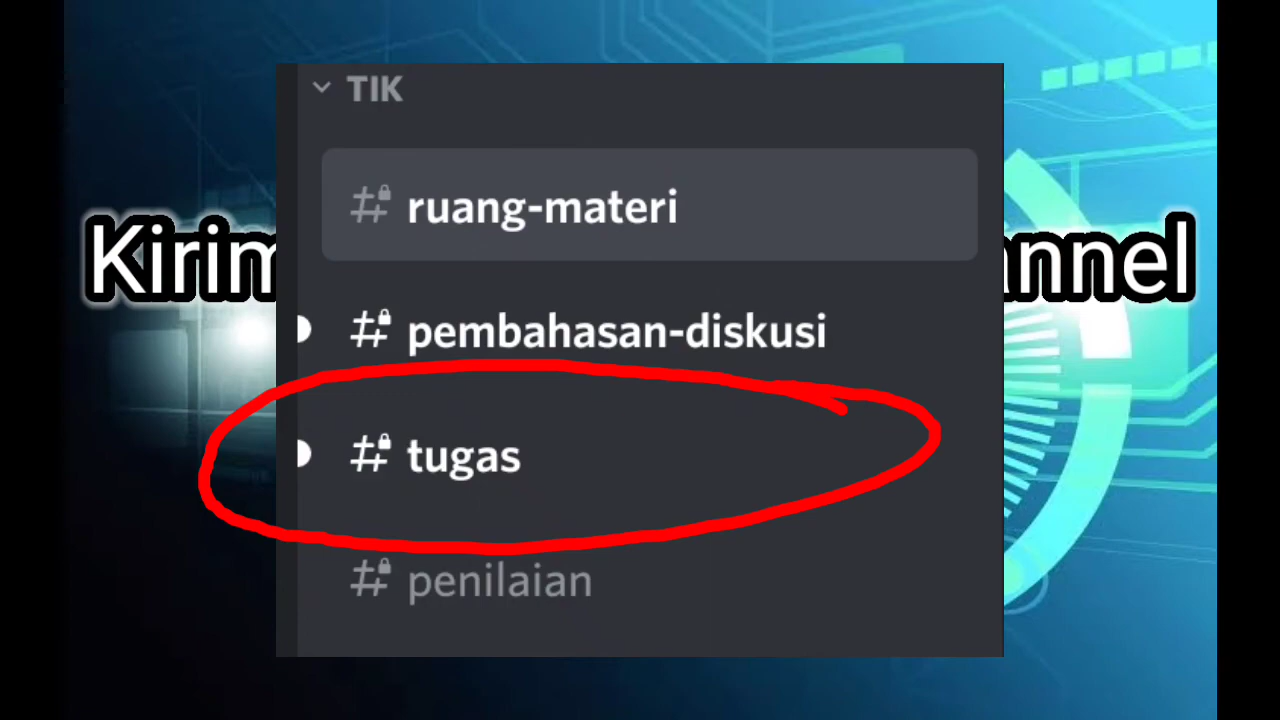 TIK
ruang-materi
Kirim
annel
pembahasan-diskusi
tugas
penilaian